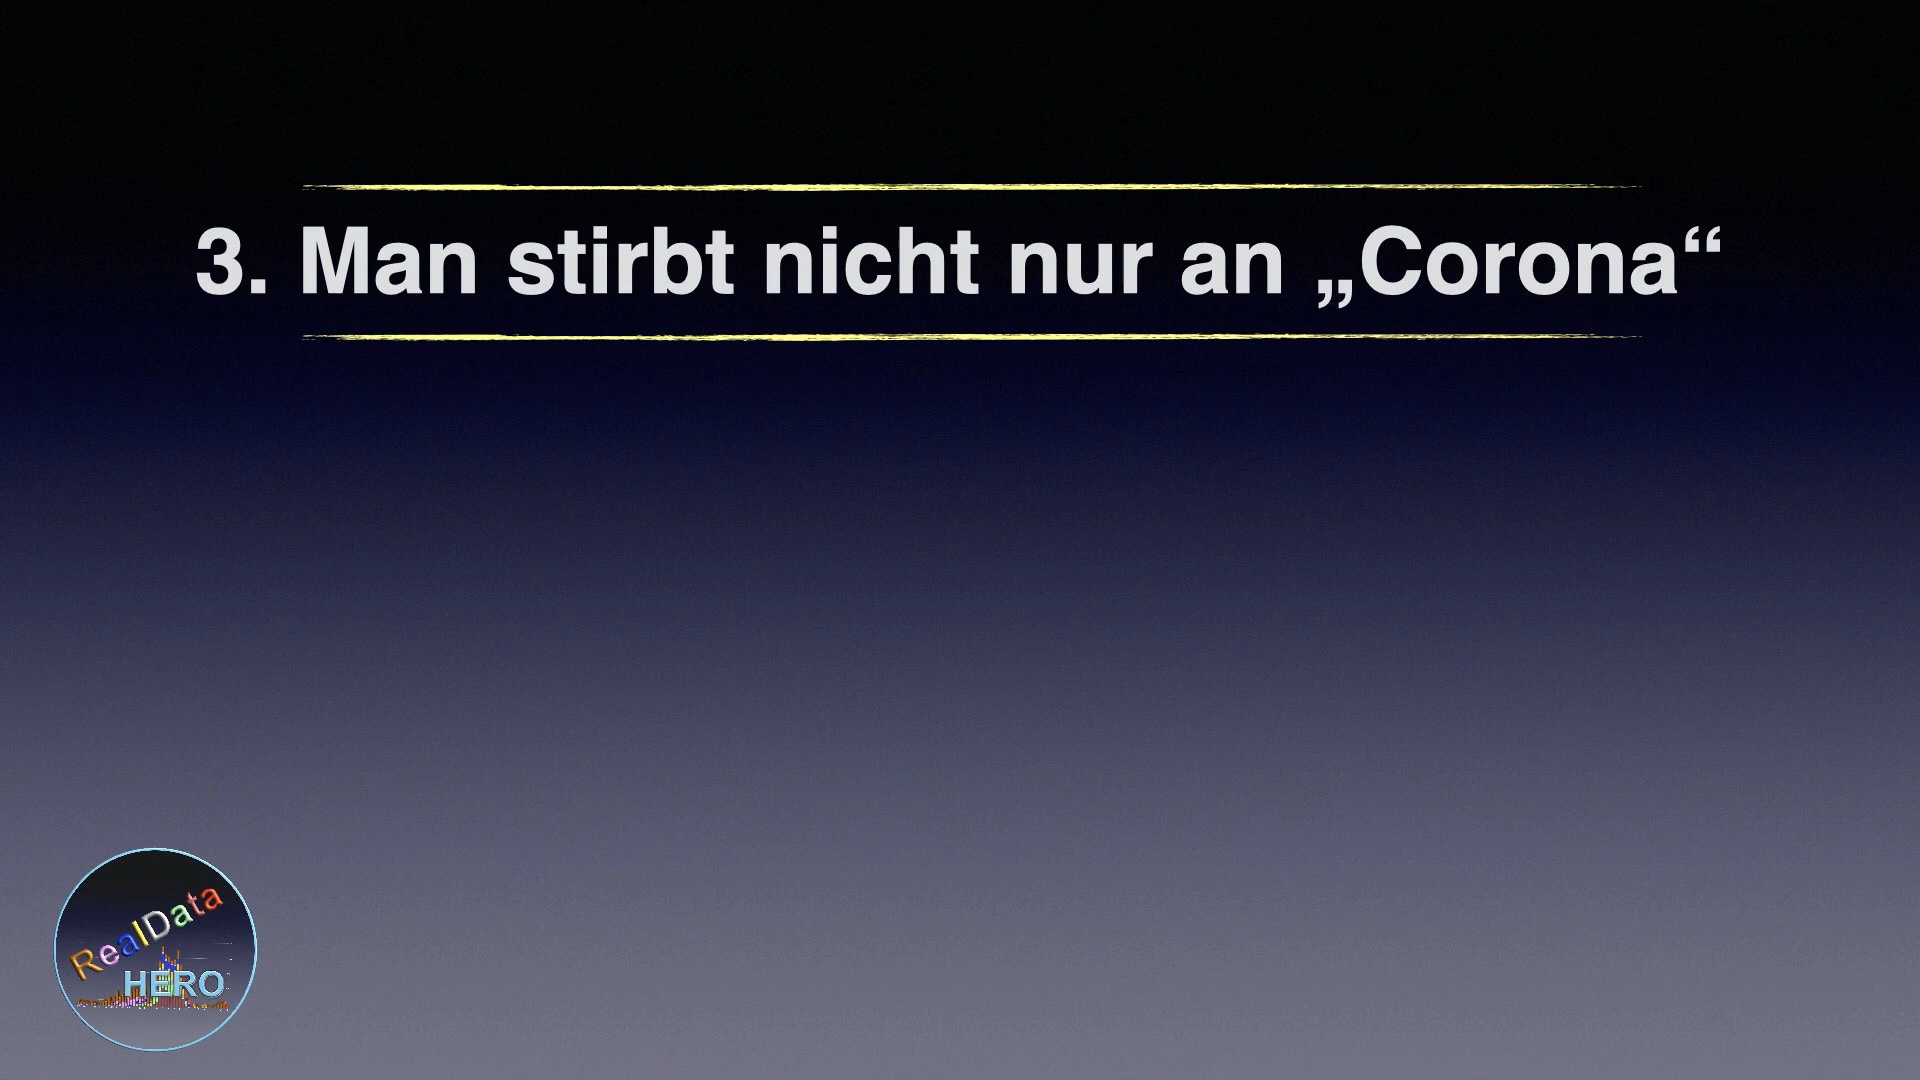 3. Man stirbt nicht nur an „Corona“
RealData
HERO